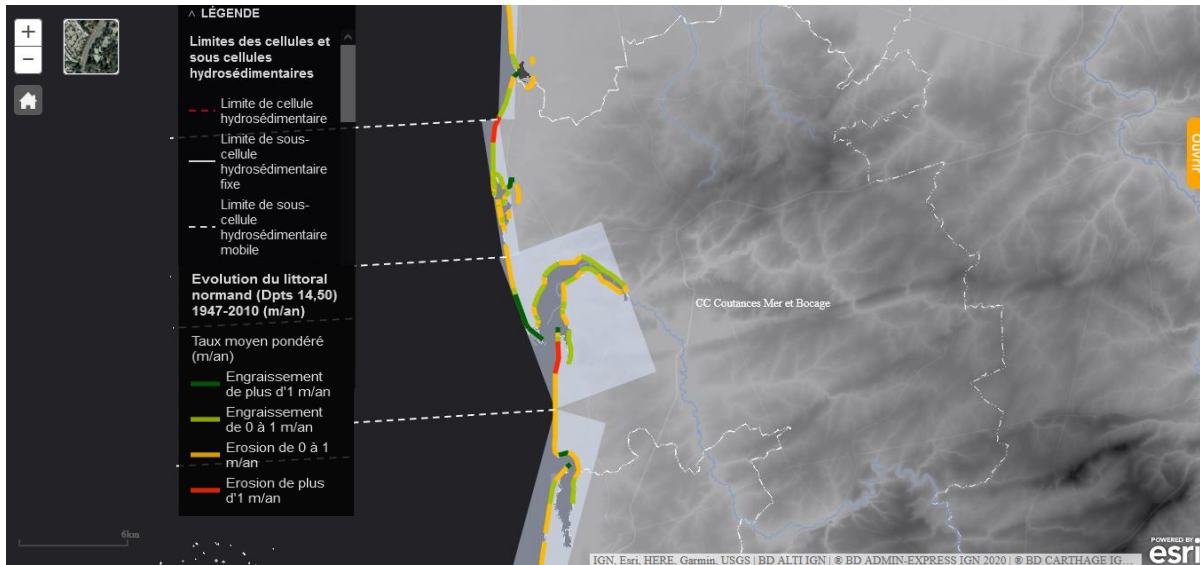 +
−
^ LÉGENDE
Limites des cellules et
sous cellules
hydrosédimentaires
Limite de cellule
hydrosédimentaire
Limite de sous-
cellule
hydrosédimentaire
fixe
Limite de sous-
cellule
hydrosédimentaire
mobile
Evolution du littoral
normand (Dpts 14,50)
1947-2010 (m/an)
Taux moyen pondéré
(m/an)
Engraissement
de plus d'1 m/an
Engraissement
de 0 à 1 m/an
Erosion de 0 à 1
m/an
Erosion de plus
d'1 m/an
CC Coutances Mer et Bocage
Ouvrir
6km
IGN, Esri, HERE, Garmin, USGS | BD ALTI IGN | ® BD ADMIN-EXPRESS IGN 2020 | ® BD CARTHAGE IG...
POWERED BY
esri